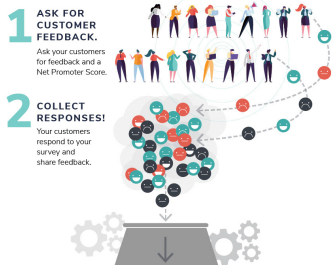 1
ASK FOR
CUSTOMER
FEEDBACK.
Ask your customers
for feedback and a
Net Promoter Score.
2
COLLECT
RESPONSES!
Your customers
respond to your
survey and
share feedback.